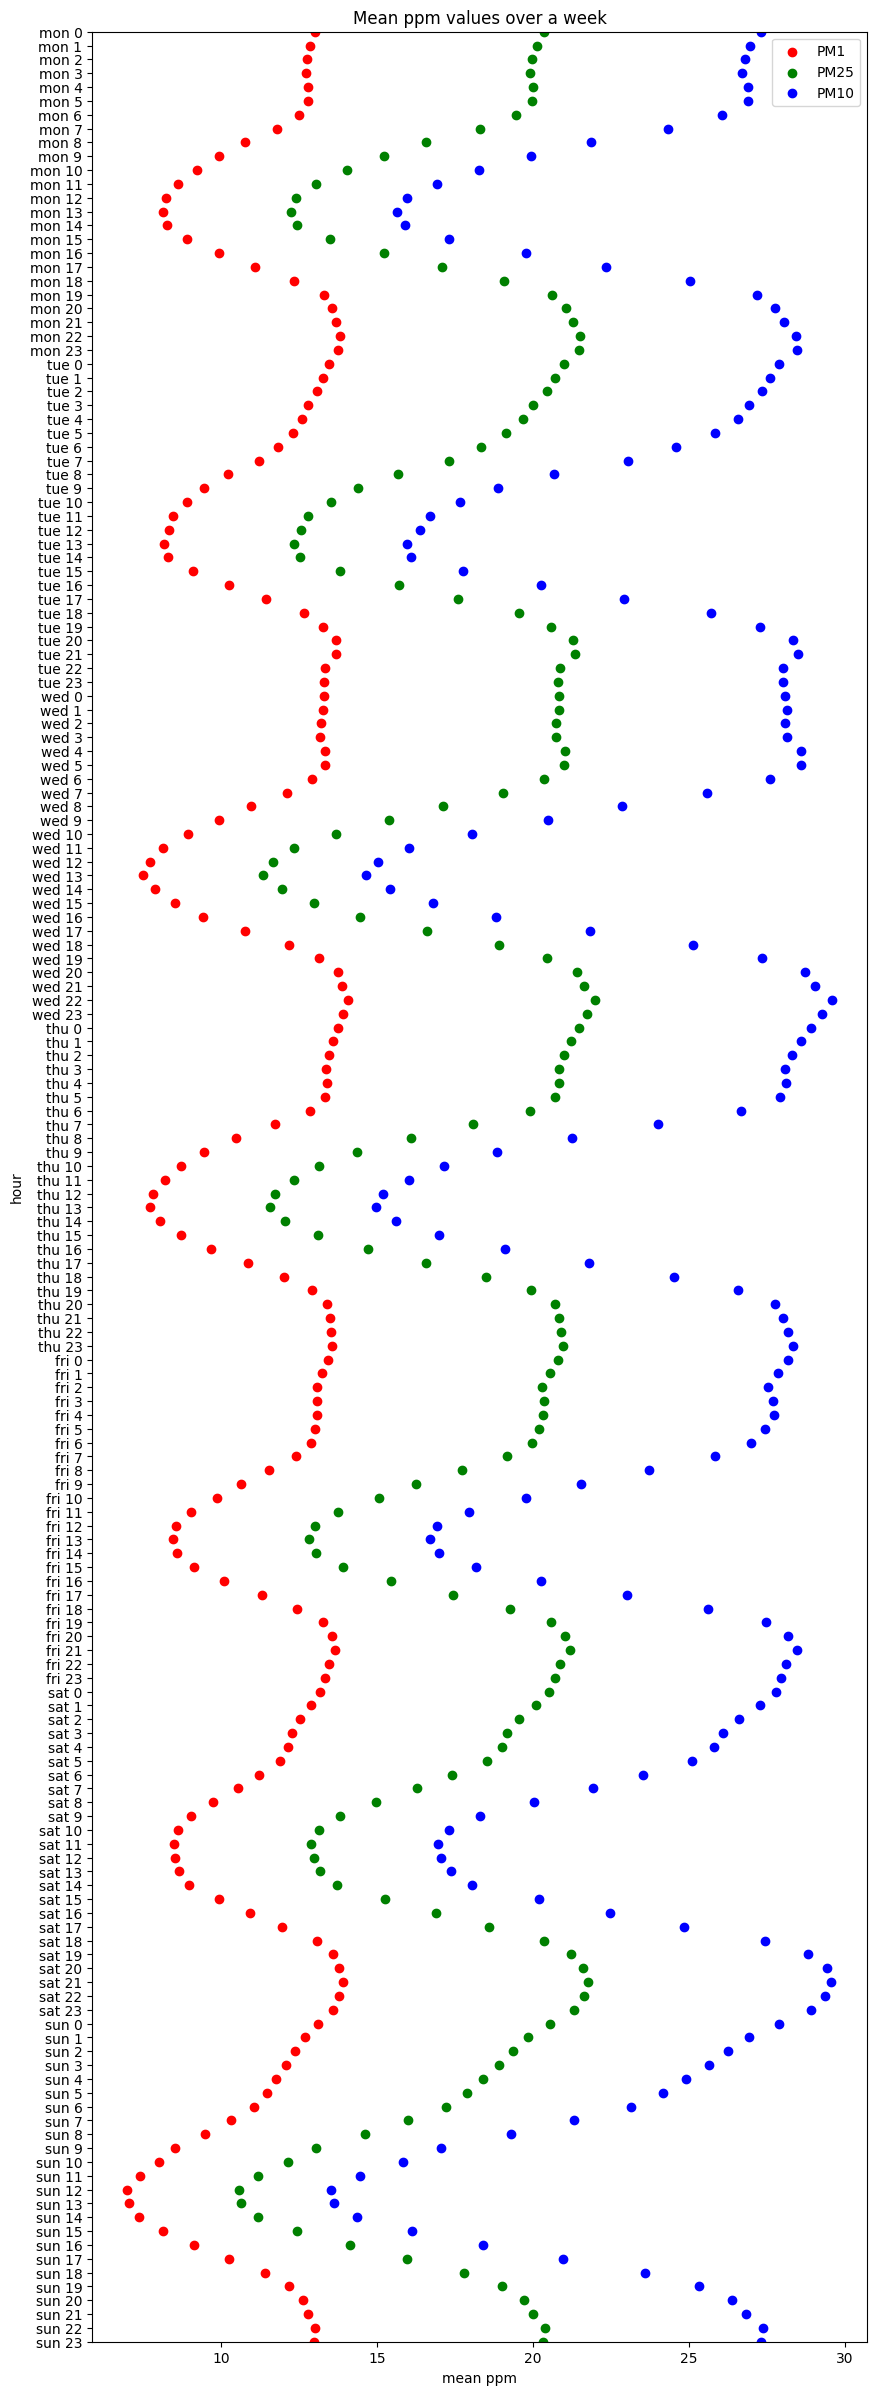 Mean ppm values over a week
PM1
PM25
PM10
mon 0
mon 1
mon 2
mon 3
mon 4
mon 5
mon 6
mon 7
mon 8
mon 9
mon 10
mon 11
mon 12
mon 13
mon 14
mon 15
mon 16
mon 17
mon 18
mon 19
mon 20
mon 21
mon 22
mon 23
tue 0
tue 1
tue 2
tue 3
tue 4
tue 5
tue 6
tue 7
tue 8
tue 9
tue 10
tue 11
tue 12
tue 13
tue 14
tue 15
tue 16
tue 17
tue 18
tue 19
tue 20
tue 21
tue 22
tue 23
wed 0
wed 1
wed 2
wed 3
wed 4
wed 5
wed 6
wed 7
wed 8
wed 9
wed 10
wed 11
wed 12
wed 13
wed 14
wed 15
wed 16
wed 17
wed 18
wed 19
wed 20
wed 21
wed 22
wed 23
thu 0
thu 1
thu 2
thu 3
thu 4
thu 5
thu 6
thu 7
thu 8
thu 9
thu 10
thu 11
thu 12
thu 13
thu 14
thu 15
thu 16
thu 17
thu 18
thu 19
thu 20
thu 21
thu 22
thu 23
fri 0
fri 1
fri 2
fri 3
fri 4
fri 5
fri 6
fri 7
fri 8
fri 9
fri 10
fri 11
fri 12
fri 13
fri 14
fri 15
fri 16
fri 17
fri 18
fri 19
fri 20
fri 21
fri 22
fri 23
sat 0
sat 1
sat 2
sat 3
sat 4
sat 5
sat 6
sat 7
sat 8
sat 9
sat 10
sat 11
sat 12
sat 13
sat 14
sat 15
sat 16
sat 17
sat 18
sat 19
sat 20
sat 21
sat 22
sat 23
sun 0
sun 1
sun 2
sun 3
sun 4
sun 5
sun 6
sun 7
sun 8
sun 9
sun 10
sun 11
sun 12
sun 13
sun 14
sun 15
sun 16
sun 17
sun 18
sun 19
sun 20
sun 21
sun 22
sun 23
hour
10 15 20 25 30
mean ppm